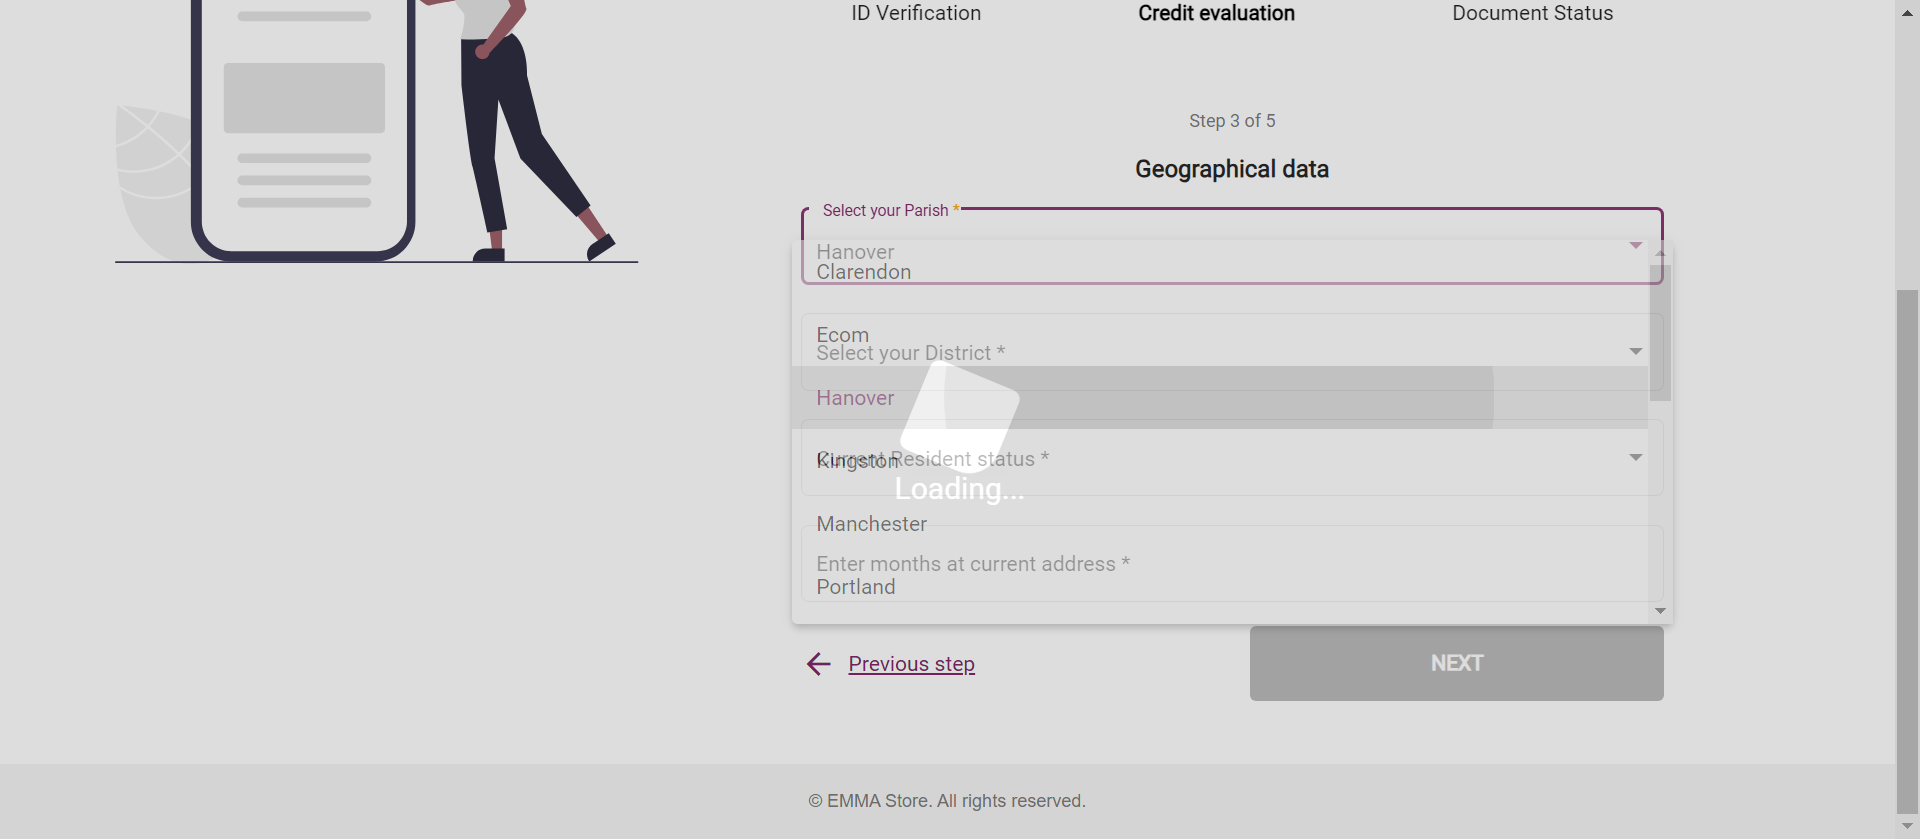 ID Verification
Credit evaluation
Document Status
Step 3 of 5
Geographical data
Select your Parish *
Hanover
Clarendon
Ecom
Select your District *
Hanover
Current Resident status *
Kingston
Loading...
Manchester
Enter months at current address *
Portland
Previous step
NEXT
© EMMA Store. All rights reserved.